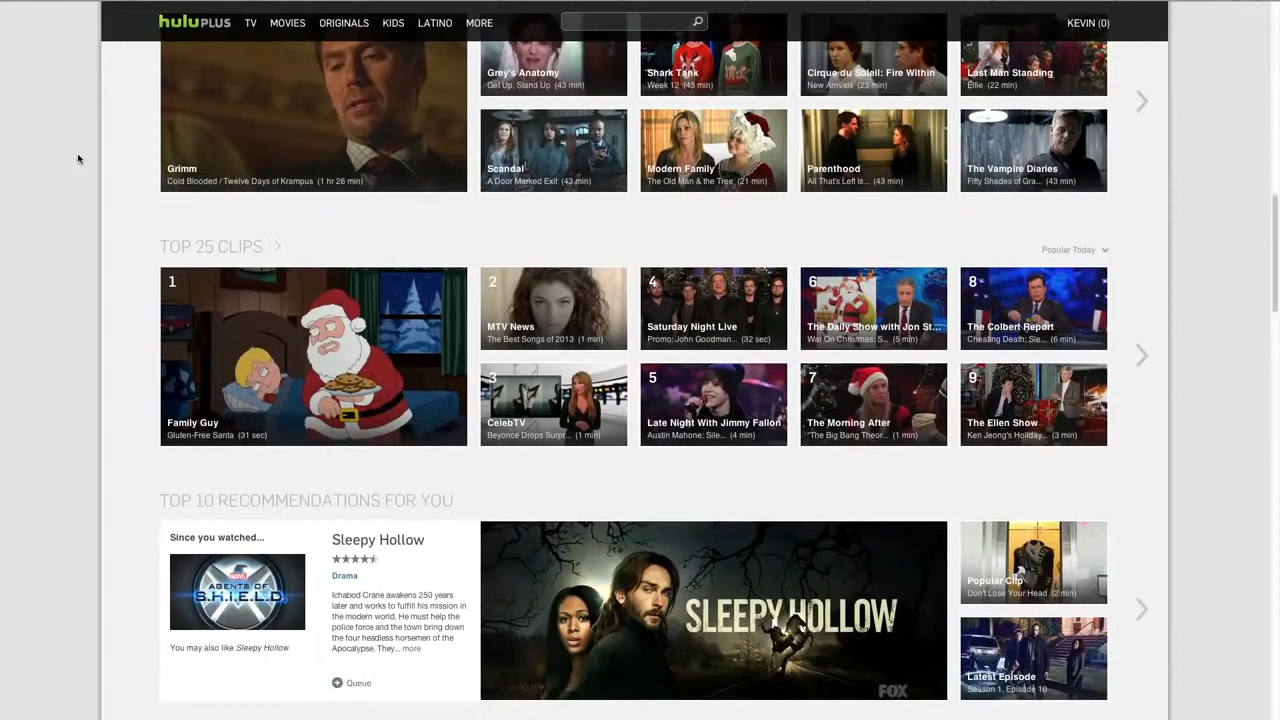 huluPLUS TV MOVIES ORIGINALS KIDS LATINO MORE KEVIN (0)
Grey's Anatomy
Get Up, Stand Up (43 min)
Shark Tank
Week 12 (43 min)
Cirque du Soleil: Fire Within
New Arrivals (23 min)
Last Man Standing
Elfie (22 min)
Grimm
Cold Blooded / Twelve Days of Krampus (1 hr 26 min)
Scandal
A Door Marked Exit (43 min)
Modern Family
The Old Man & the Tree (21 min)
Parenthood
All That's Left Is... (43 min)
The Vampire Diaries
Fifty Shades of Gra... (43 min)
TOP 25 CLIPS
Popular Today
1
Family Guy
Gluten-Free Santa (31 sec)
2
MTV News
The Best Songs of 2013 (1 min)
4
Saturday Night Live
Promo: John Goodman... (32 sec)
6
The Daily Show with Jon St...
War On Christmas: S... (5 min)
8
The Colbert Report
Cheating Death: Sle... (6 min)
3
CelebTV
Beyonce Drops Surpr... (1 min)
5
Late Night With Jimmy Fallon
Austin Mahone: Sile... (4 min)
7
The Morning After
"The Big Bang Theor... (1 min)
9
The Ellen Show
Ken Jeong's Holiday... (3 min)
TOP 10 RECOMMENDATIONS FOR YOU
Since you watched...
MARVEL
AGENTS OF
S.H.I.E.L.D.
You may also like Sleepy Hollow.
Sleepy Hollow
Drama
Ichabod Crane awakens 250 years
later and works to fulfill his mission in
the modern world. He must help the
police force and the town bring down
the four headless horsemen of the
Apocalypse. They... more
Queue
SLEEPY HOLLOW
FOX
Popular Clip
Don't Lose Your Head (2 min)
Latest Episode
Season 1, Episode 10